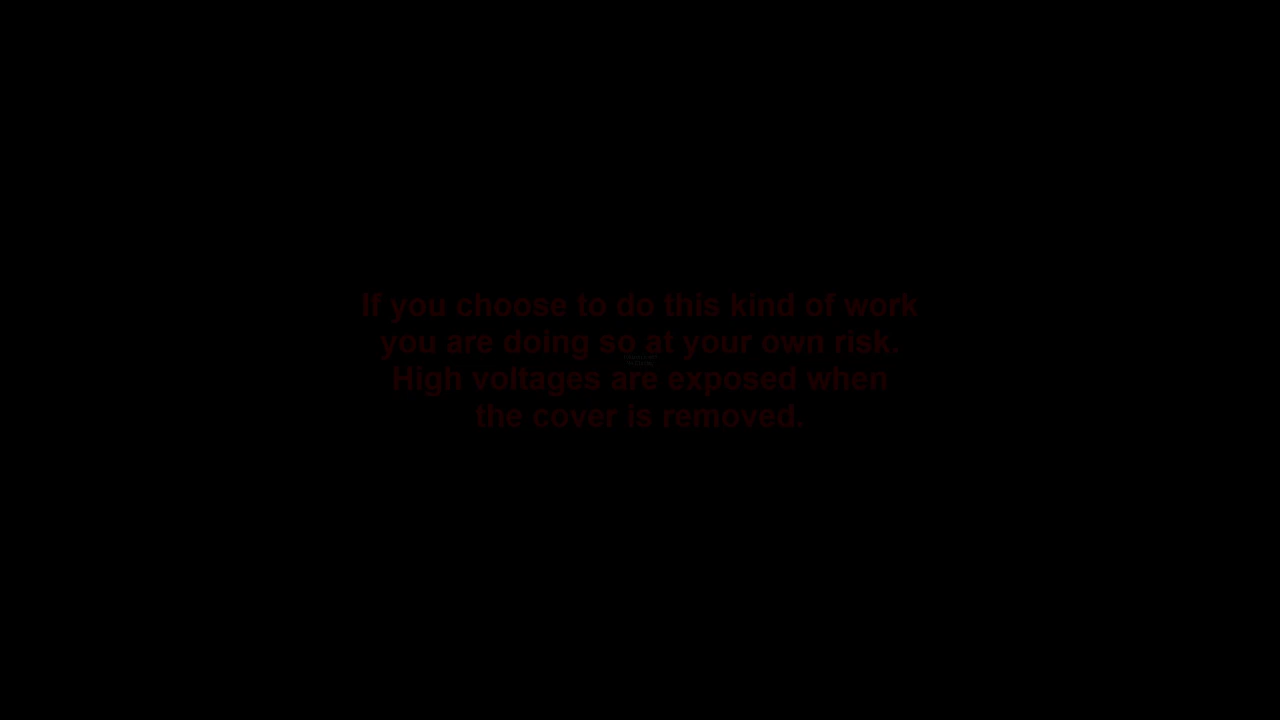 If you choose to do this kind of work
you are doing so at your own risk.
High voltages are exposed when
the cover is removed.